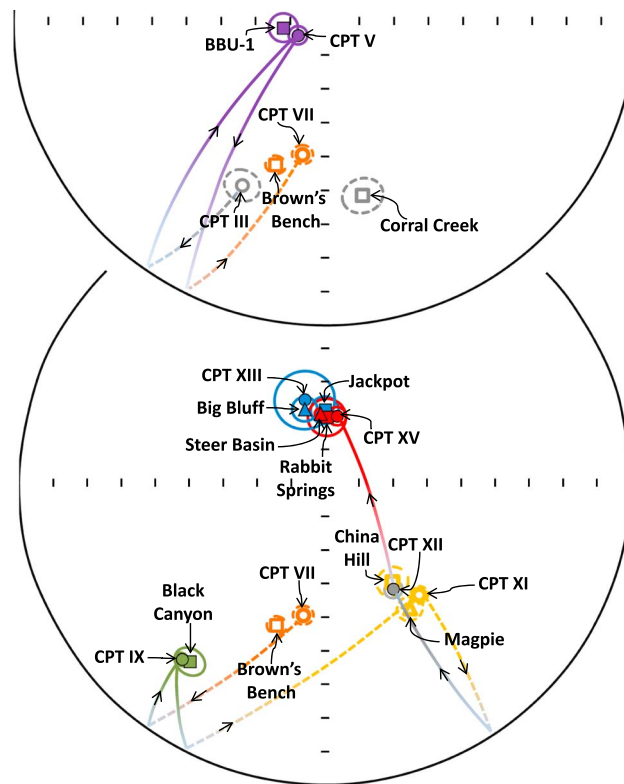 BBU-1
CPT V
CPT VII
CPT III
Brown's
Bench
Corral Creek
CPT XIII
Jackpot
Big Bluff
Steer Basin
CPT XV
Rabbit
Springs
China
Hill
CPT XII
CPT VII
CPT XI
Black
Canyon
Magpie
CPT IX
Brown's
Bench